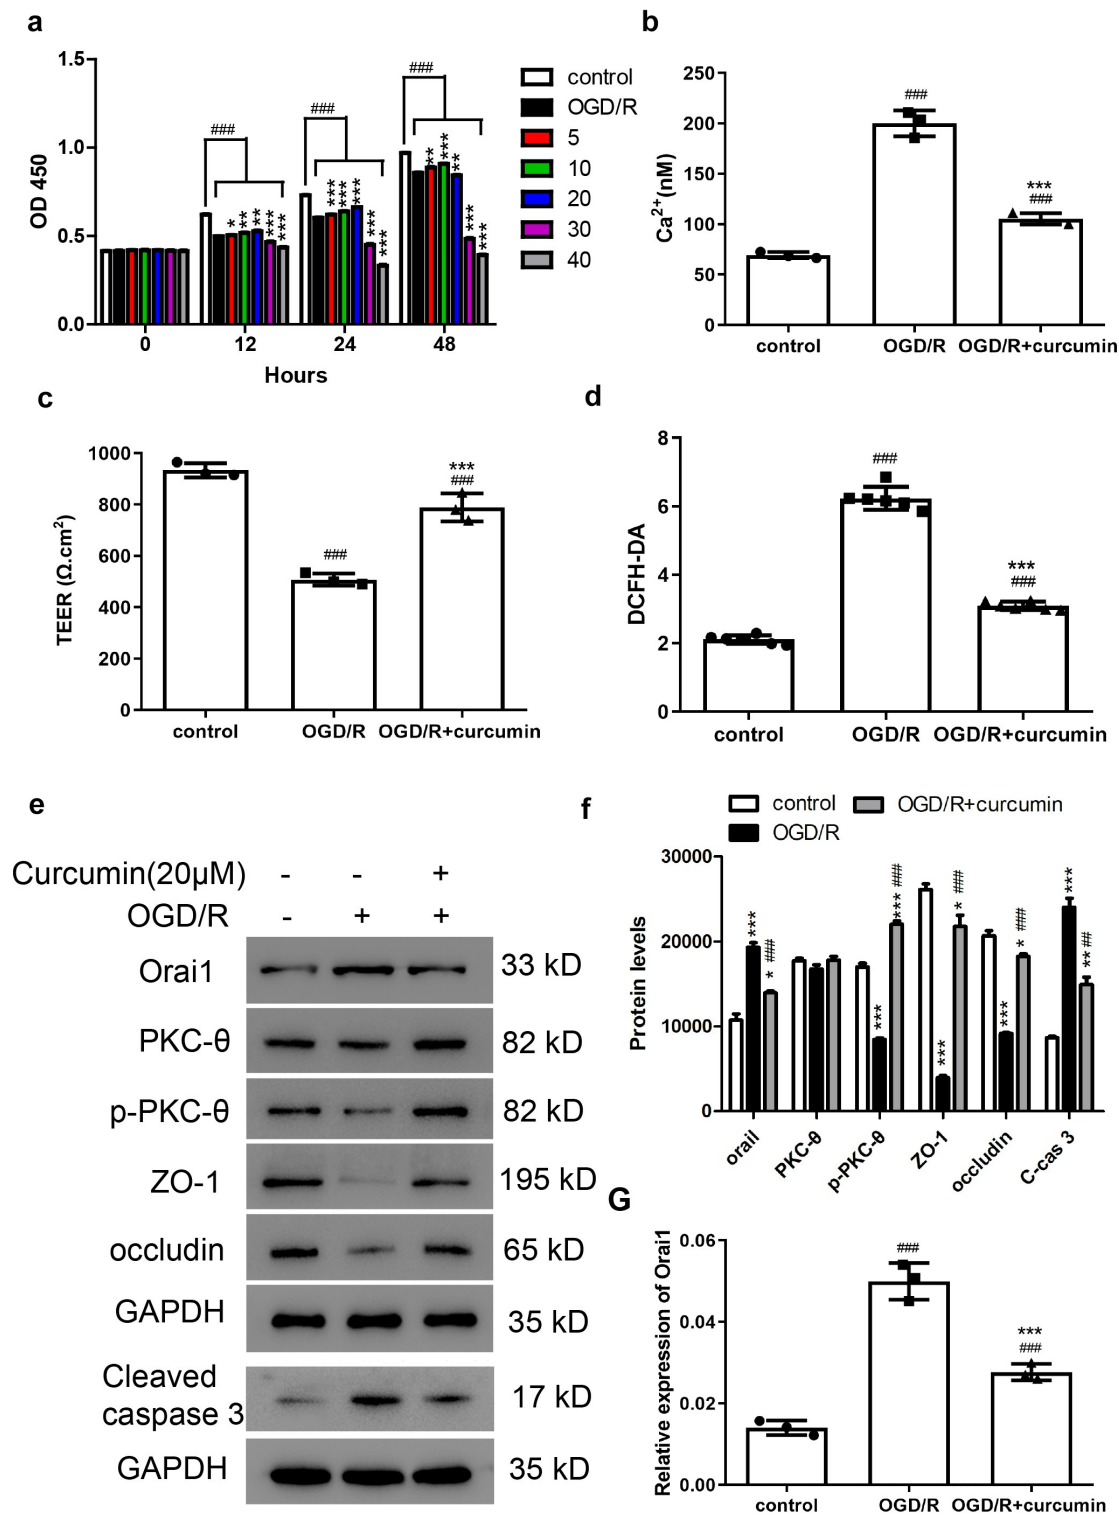 a
###
###
###
1.5
1.0
0.5
0.0
OD 450
* ** ** *** ***
*** *** *** *** ***
** *** ** *** ***
0 12 24 48
Hours
control
OGD/R
5
10
20
30
40
b
250
200
150
100
50
0
Ca2+(nM)
###
***
###
control OGD/R OGD/R+curcumin
c
1000
800
600
400
200
0
TEER (Ω.cm2)
###
***
###
control OGD/R OGD/R+curcumin
d
8
6
4
2
0
DCFH-DA
###
***
###
control OGD/R OGD/R+curcumin
e
Curcumin(20μM) - - +
OGD/R - + +
Orai1 33 kD
PKC-θ 82 kD
p-PKC-θ 82 kD
ZO-1 195 kD
occludin 65 kD
GAPDH 35 kD
Cleaved
caspase 3 17 kD
GAPDH 35 kD
f
control OGD/R+curcumin
OGD/R
30000
20000
10000
0
Protein levels
*** * ### *** *** ### *** * ### *** * ### *** ** ##
orail PKC-θ p-PKC-θ ZO-1 occludin C-cas 3
G
0.06
0.04
0.02
0.00
Relative expression of Orai1
###
***
###
control OGD/R OGD/R+curcumin